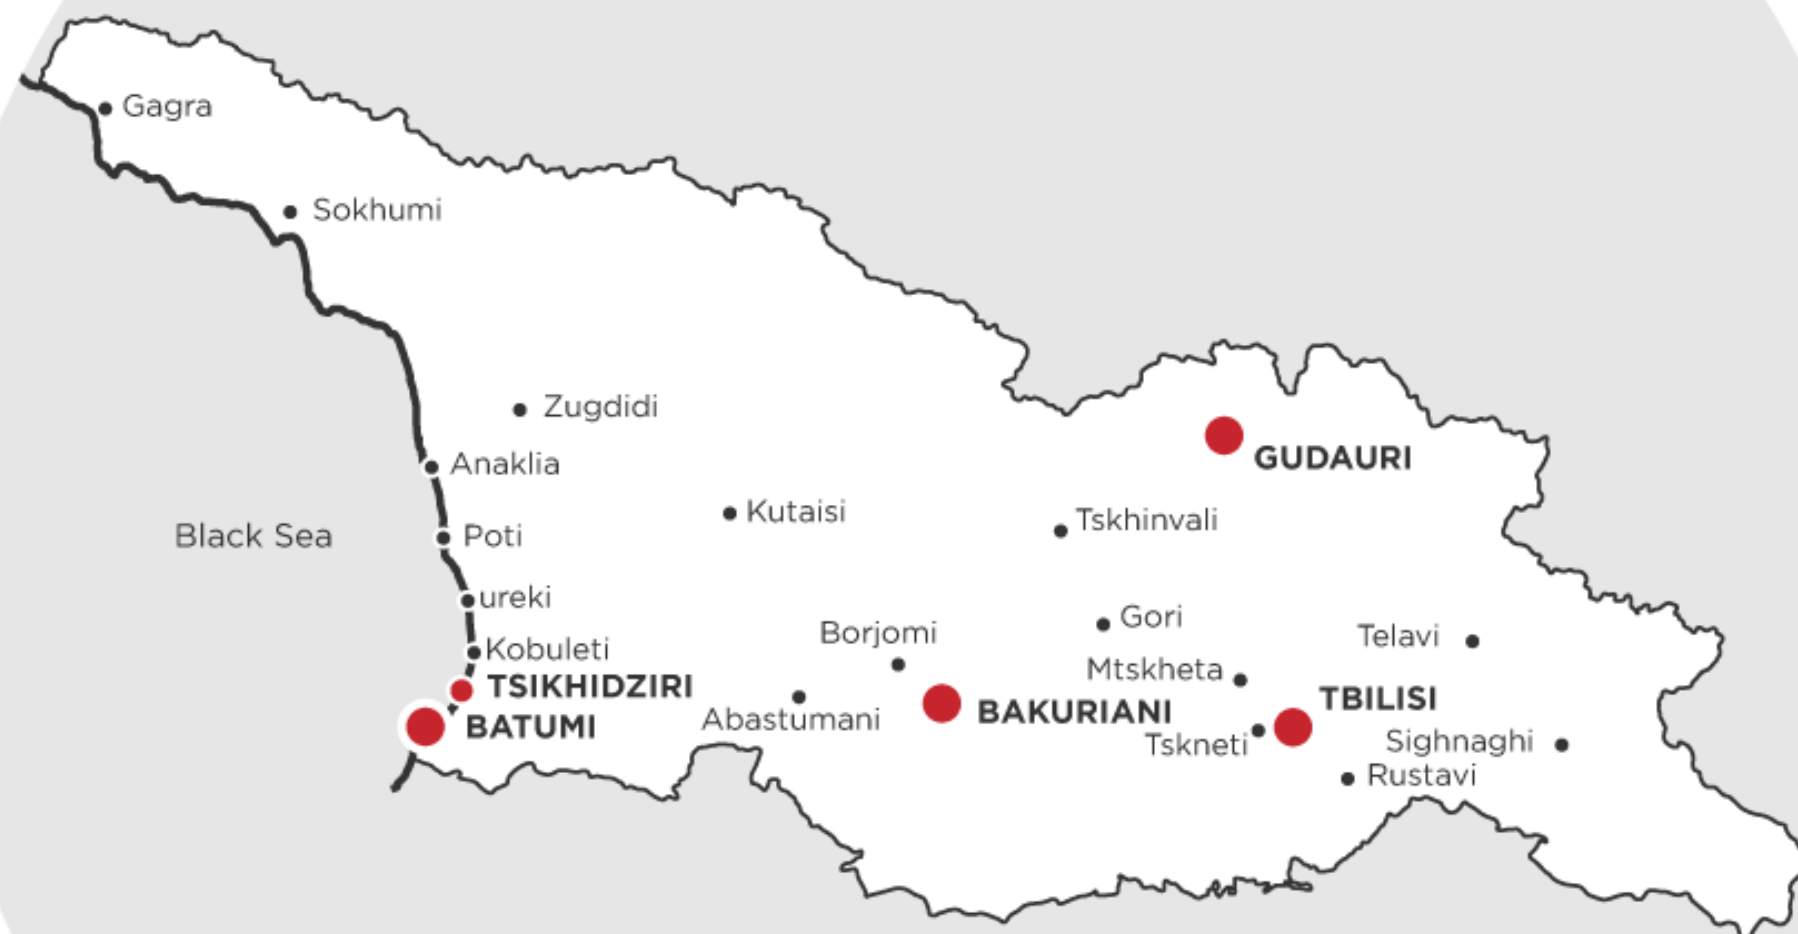 Gagra
Sokhumi
Zugdidi
GUDAURI
Anaklia
Kutaisi
Tskhinvali
Black Sea
Poti
ureki
Gori
Borjomi
Telavi
Kobuleti
Mtskheta
TSIKHIDZIRI
TBILISI
Abastumani
BAKURIANI
BATUMI
Tskneti
Sighnaghi
Rustavi